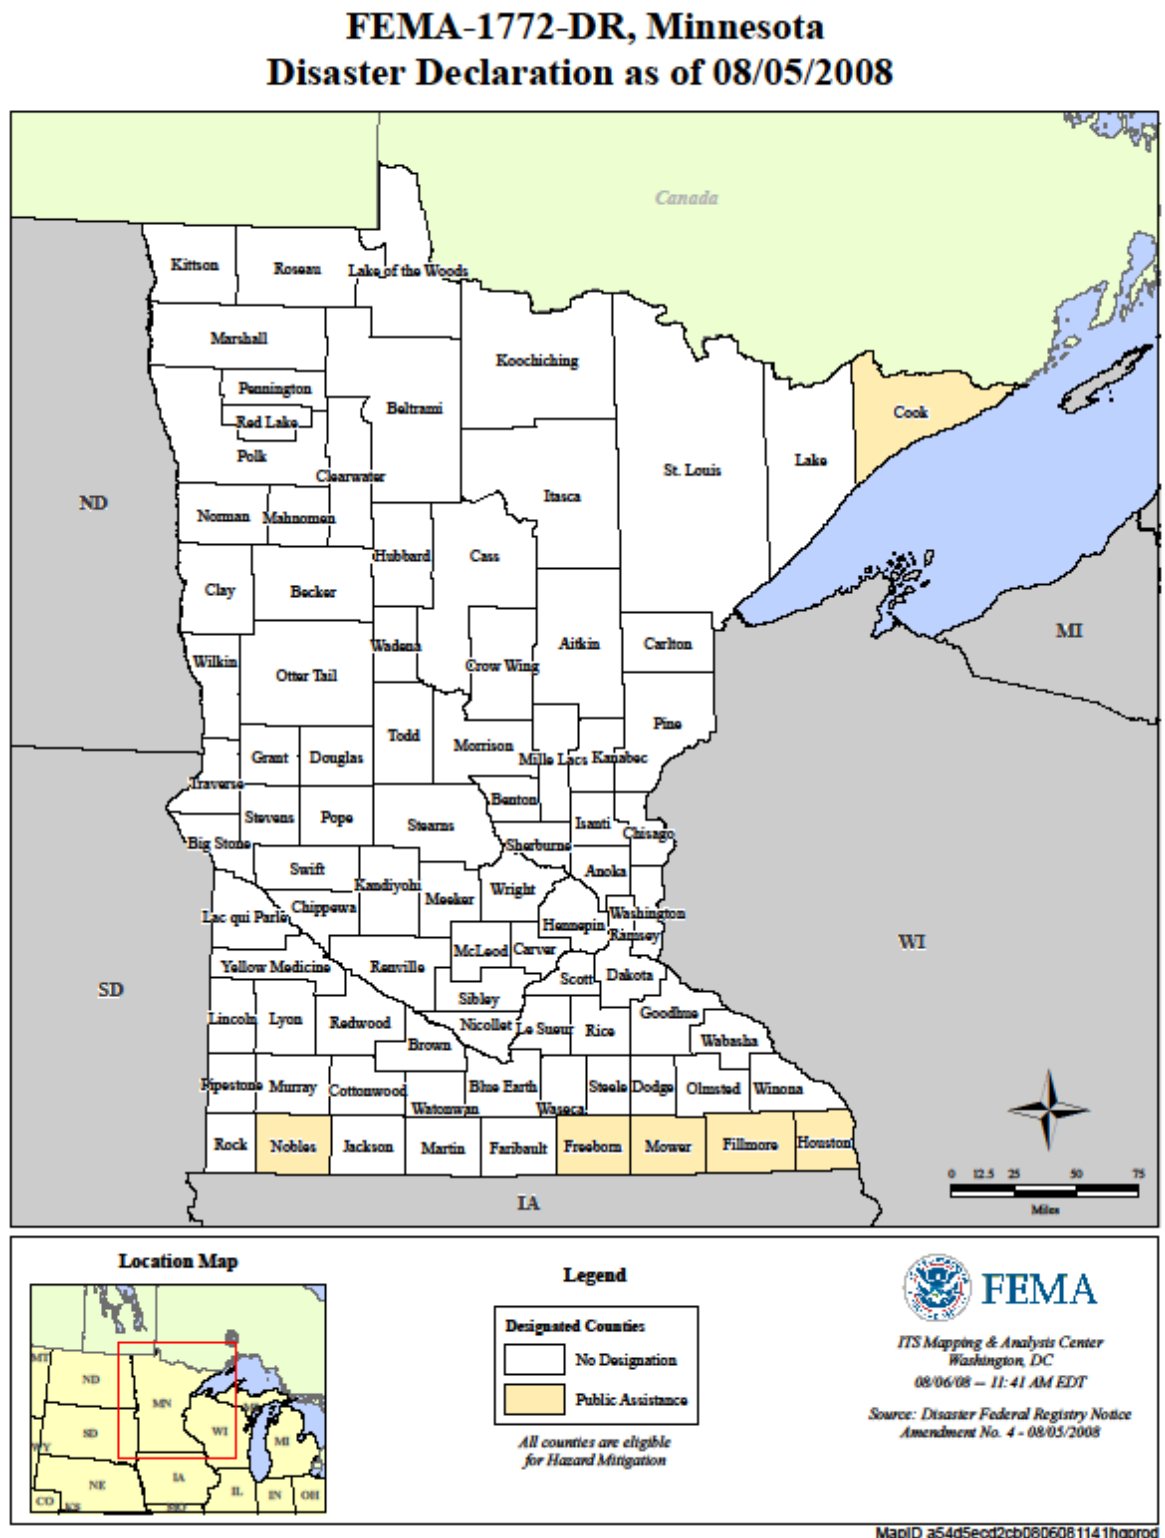 FEMA-1772-DR, Minnesota
Disaster Declaration as of 08/05/2008
Canada
Kittson
Roseau
Lake of the Woods
Marshall
Koochiching
Pennington
Beltrami
Cook
Red Lake
Polk
Lake
St. Louis
Clearwater
Itasca
ND
Norman
Mahnomen
Hubbard
Cass
Clay
Becker
MI
Wadena
Aitkin
Carlton
Wilkin
Crow Wing
Otter Tail
Pine
Todd
Morrison
Grant
Douglas
Mille Lacs
Kanabec
Traverse
Benton
Stevens
Pope
Stearns
Isanti
Chisago
Big Stone
Sherburne
Swift
Anoka
Kandiyohi
Wright
Meeker
Chippewa
Lac qui Parle
Washington
Hennepin
Ramsey
WI
McLeod
Carver
Yellow Medicine
Renville
Scott
Dakota
SD
Sibley
Lincoln
Lyon
Redwood
Nicollet
Le Sueur
Rice
Goodhue
Brown
Wabasha
Pipestone
Murray
Cottonwood
Blue Earth
Steele
Dodge
Olmsted
Winona
Watonwan
Waseca
Rock
Nobles
Jackson
Martin
Faribault
Freeborn
Mower
Fillmore
Houston
0 12.5 25 50 75
Miles
IA
Location Map
MT
ND
MN
SD
WI
MI
MI
WY
NE
IA
IL
IN
OH
CO
KS
MO
Legend
Designated Counties
No Designation
Public Assistance
All counties are eligible
for Hazard Mitigation
FEMA
ITS Mapping & Analysis Center
Washington, DC
08/06/08 -- 11:41 AM EDT
Source: Disaster Federal Registry Notice
Amendment No. 4 - 08/05/2008
MapID a54d5ecd2cb0806081141hqprod